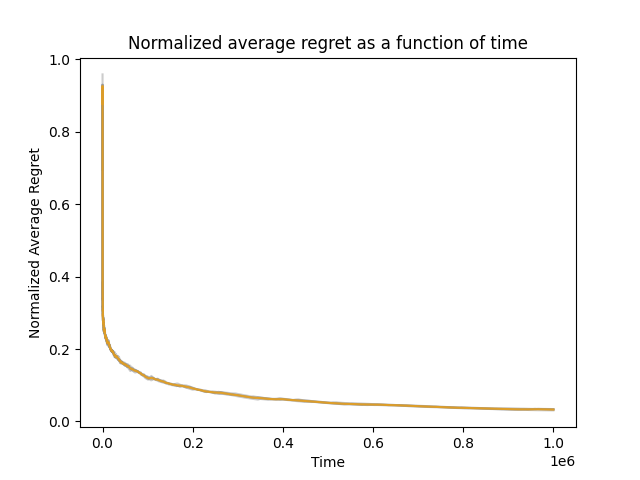 Normalized average regret as a function of time
Normalized Average Regret
1.0
0.8
0.6
0.4
0.2
0.0
0.0 0.2 0.4 0.6 0.8 1.0
1e6
Time